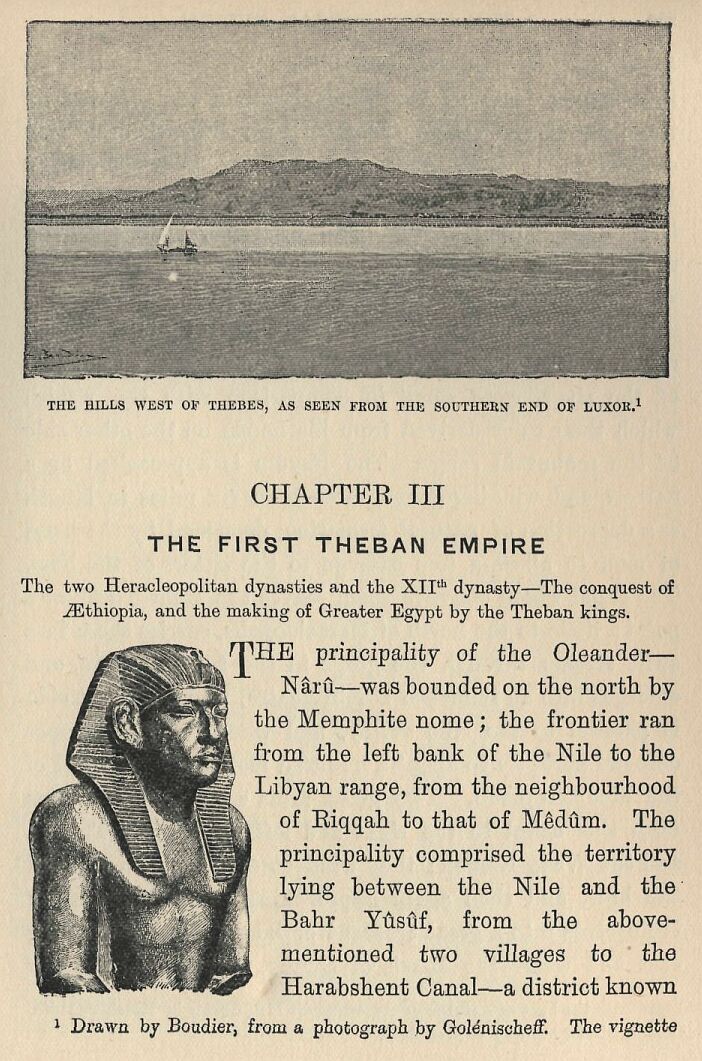 THE HILLS WEST OF THEBES, AS SEEN FROM THE SOUTHERN END OF LUXOR.¹
CHAPTER III
THE FIRST THEBAN EMPIRE
The two Heracleopolitan dynasties and the XIIth dynasty—The conquest of
Æthiopia, and the making of Greater Egypt by the Theban kings.
THE principality of the Oleander—
Nârû—was bounded on the north by
the Memphite nome; the frontier ran
from the left bank of the Nile to the
Libyan range, from the neighbourhood
of Riqqah to that of Mêdûm. The
principality comprised the territory
lying between the Nile and the
Bahr Yûsûf, from the above-
mentioned two villages to the
Harabshent Canal—a district known
¹ Drawn by Boudier, from a photograph by Golénischeff. The vignette